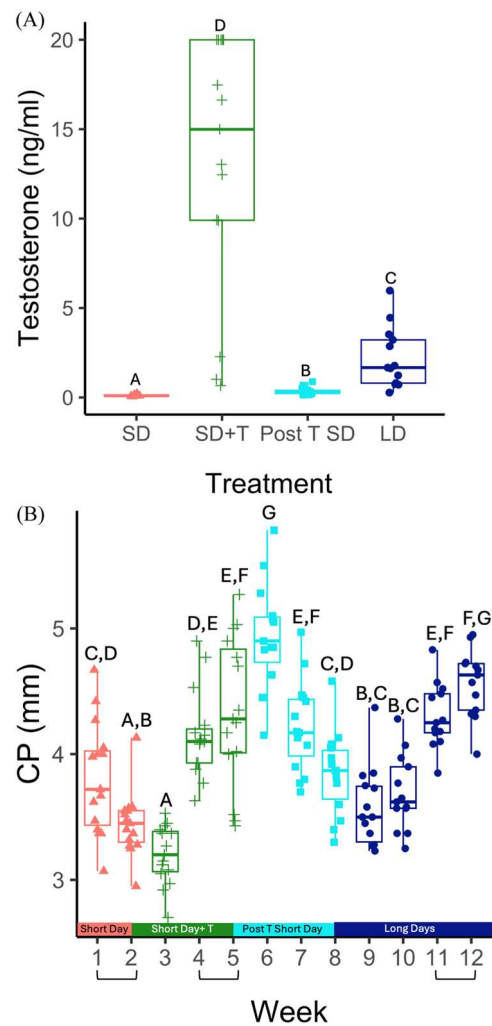 (A)
Testosterone (ng/ml)
20
15
10
5
0
D
A
B
C
SD SD+T Post T SD LD
Treatment
(B)
CP (mm)
5
4
3
C,D
A,B
A
D,E
E,F
G
E,F
C,D
B,C
B,C
E,F
F,G
Short Day Short Day+ T Post T Short Day Long Days
1 2 3 4 5 6 7 8 9 10 11 12
Week